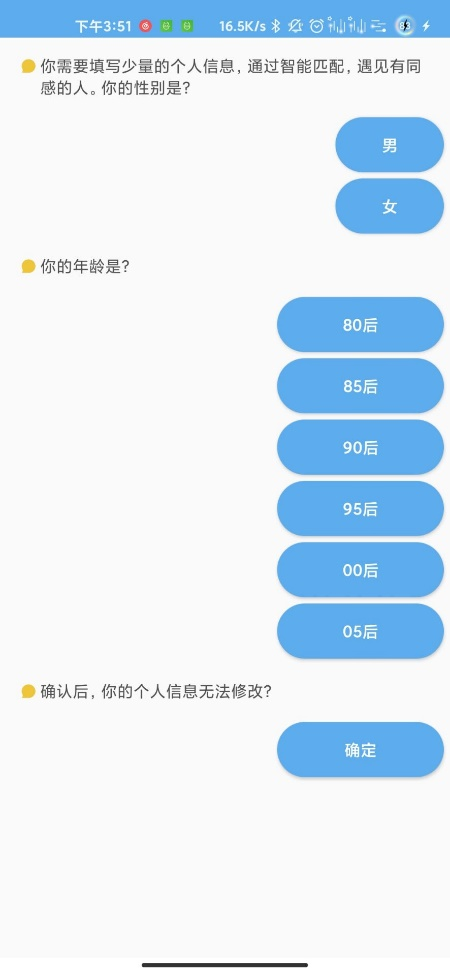 下午3:51 16.5K/s
你需要填写少量的个人信息，通过智能匹配，遇见有同
感的人。你的性别是？
男
女
你的年龄是？
80后
85后
90后
95后
00后
05后
确认后，你的个人信息无法修改？
确定